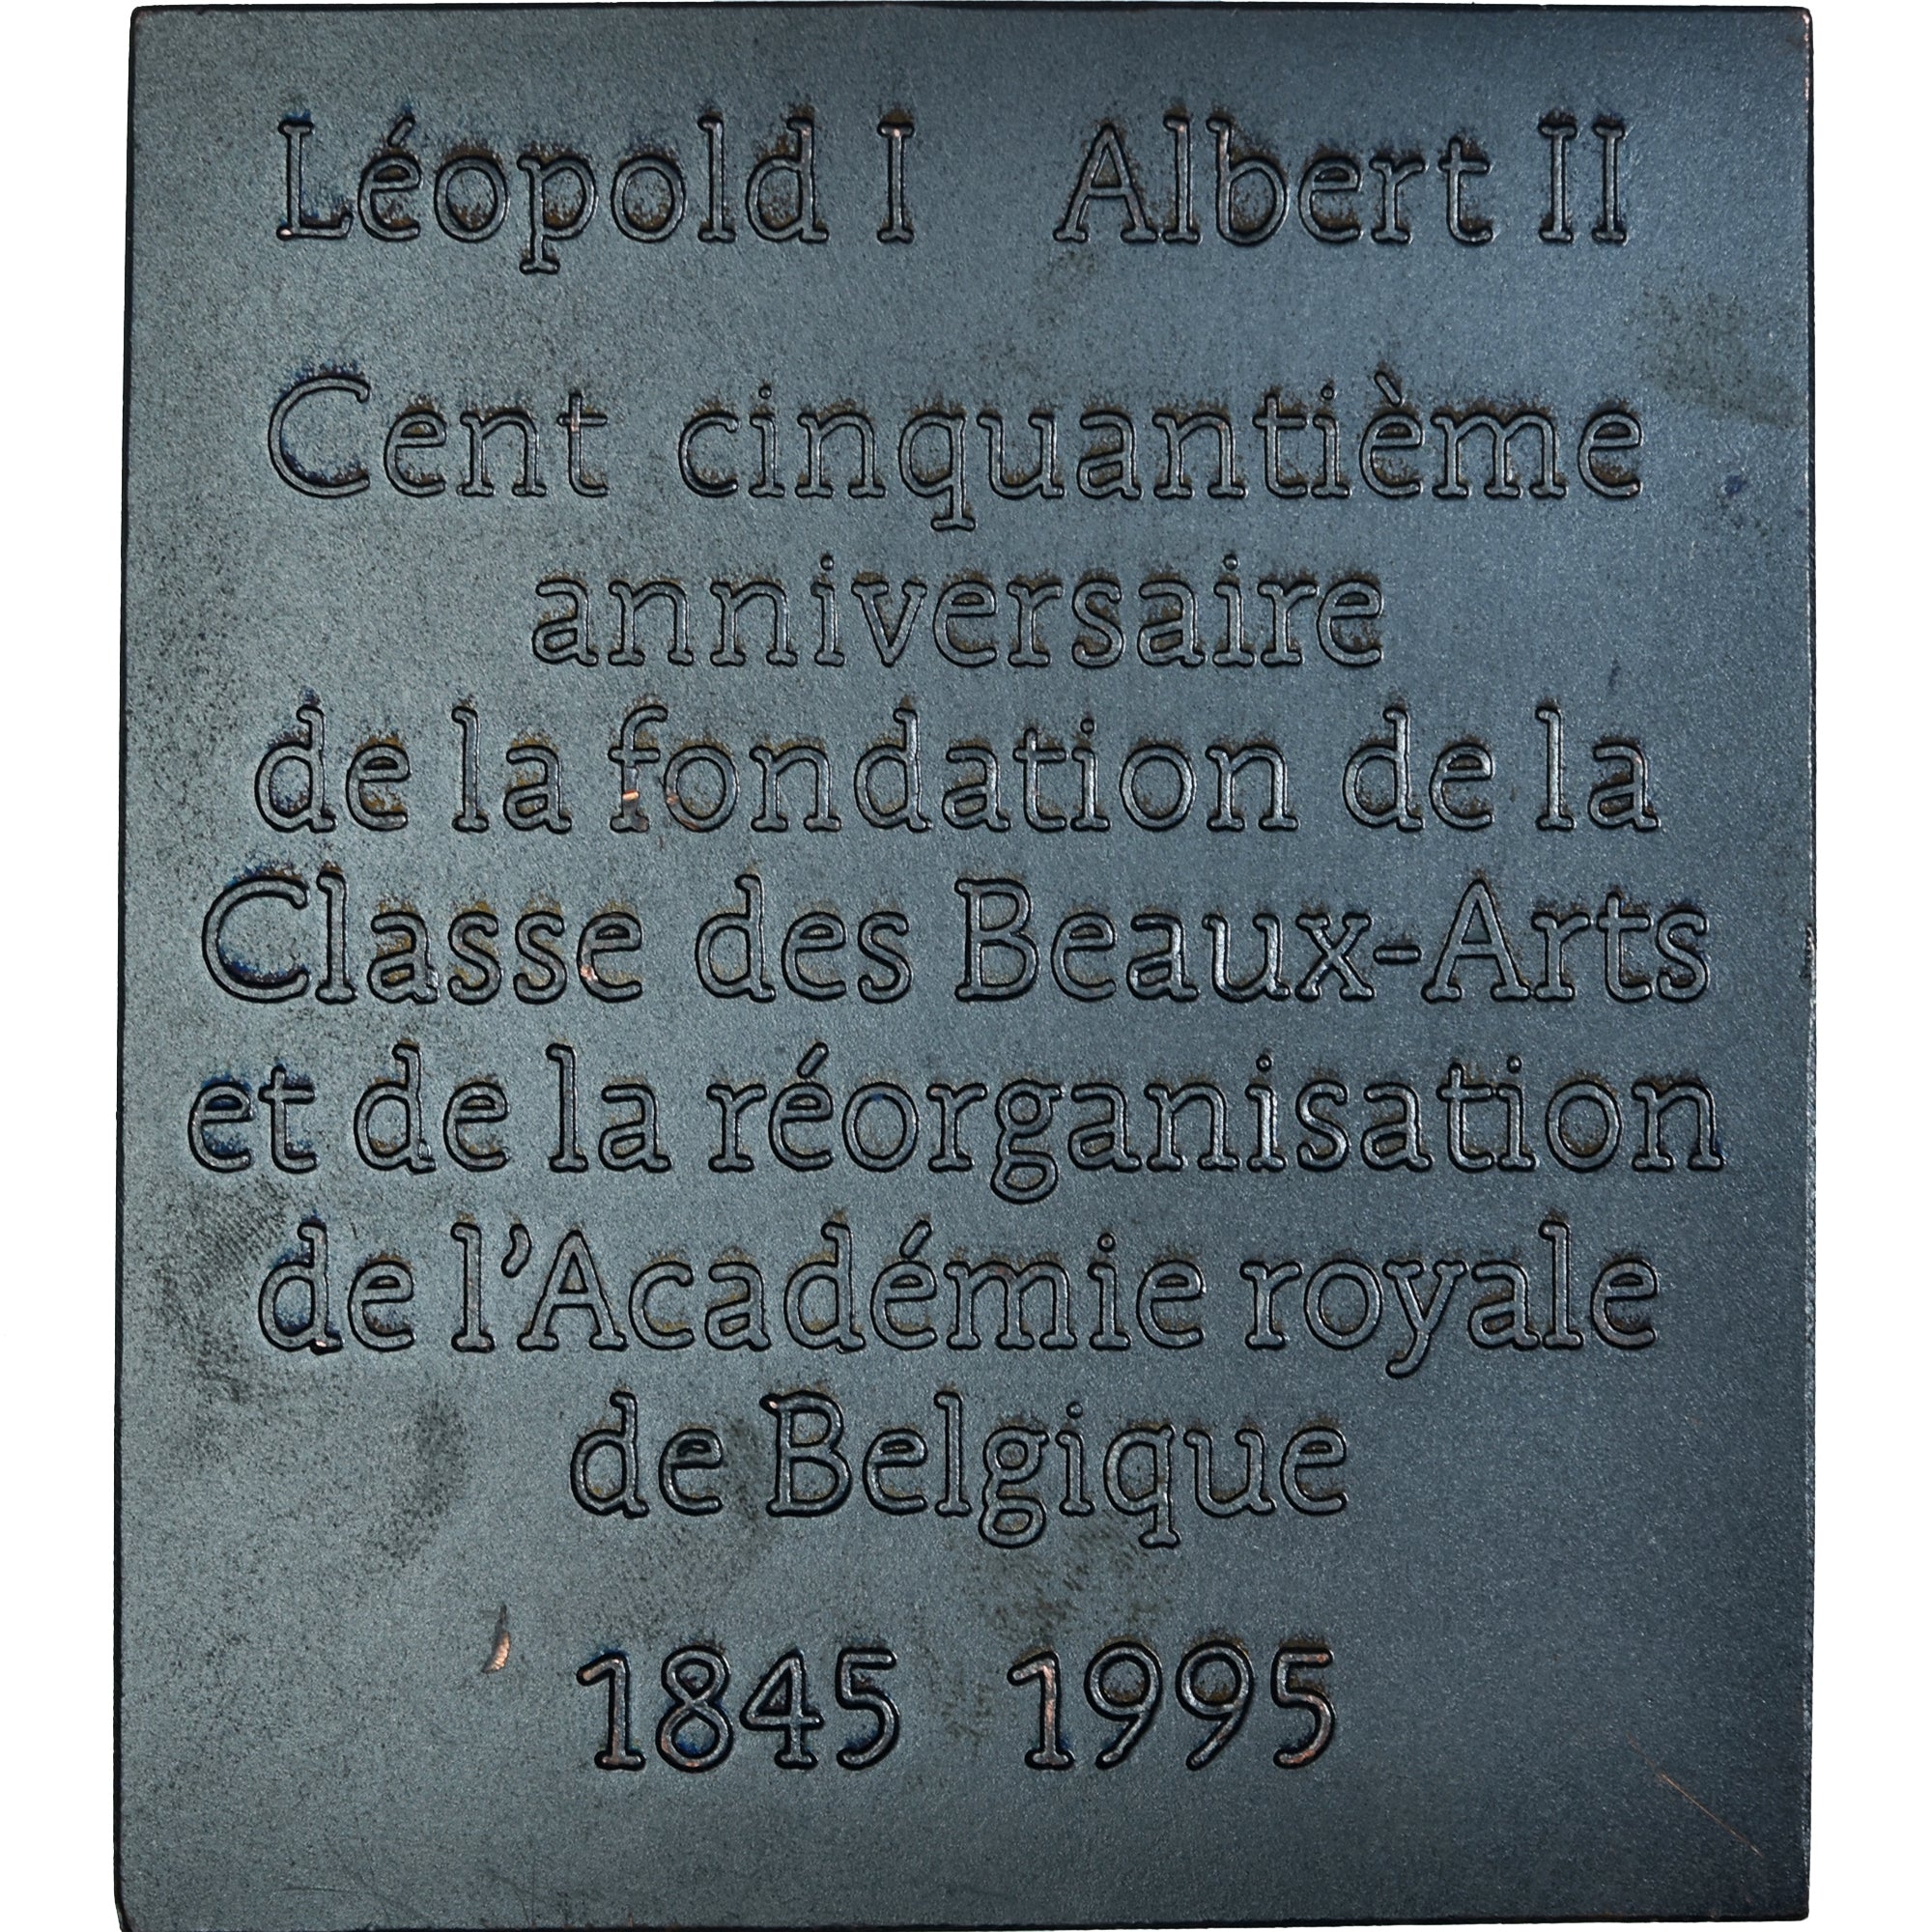 Léopold I Albert II
Cent cinquantième
anniversaire
de la fondation de la
Classe des Beaux-Arts
et de la réorganisation
de l'Académie royale
de Belgique
1845 1995